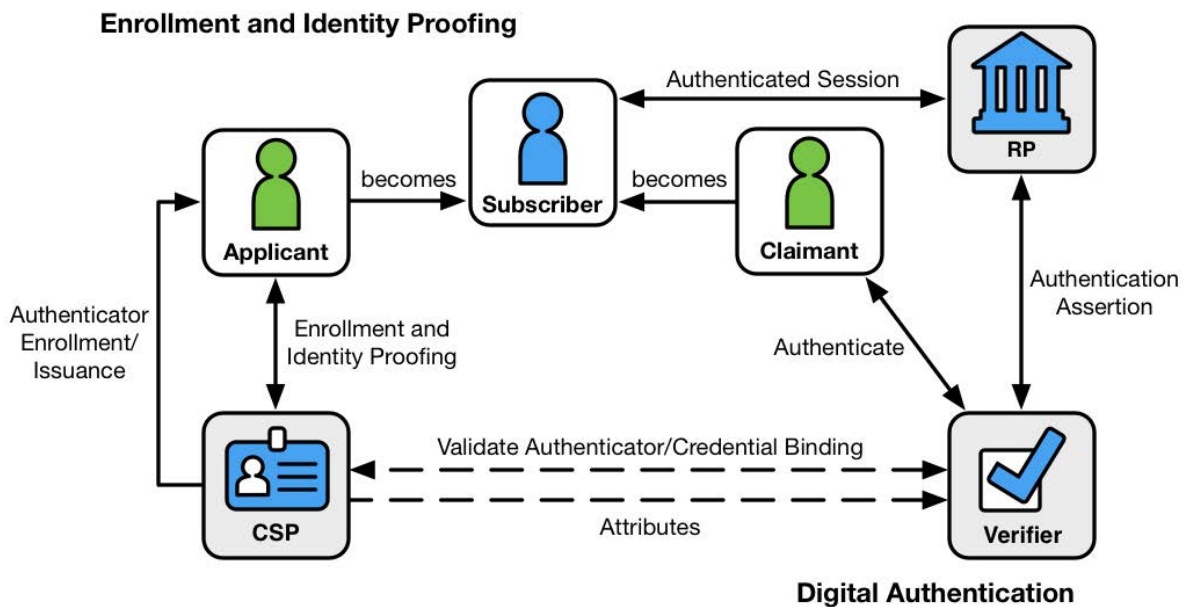 Enrollment and Identity Proofing
Authenticated Session
RP
becomes
Subscriber
becomes
Applicant
Claimant
Authenticator
Enrollment/
Issuance
Enrollment and
Identity Proofing
Authenticate
Authentication
Assertion
Validate Authenticator/Credential Binding
Attributes
CSP
Verifier
Digital Authentication